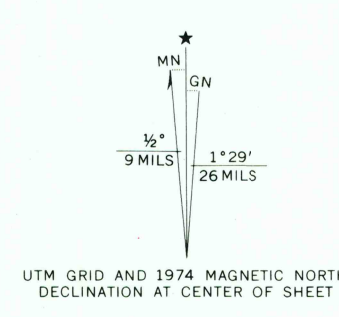 MN
GN
½°
9 MILS
1°29'
26 MILS
UTM GRID AND 1974 MAGNETIC NORTH
DECLINATION AT CENTER OF SHEET